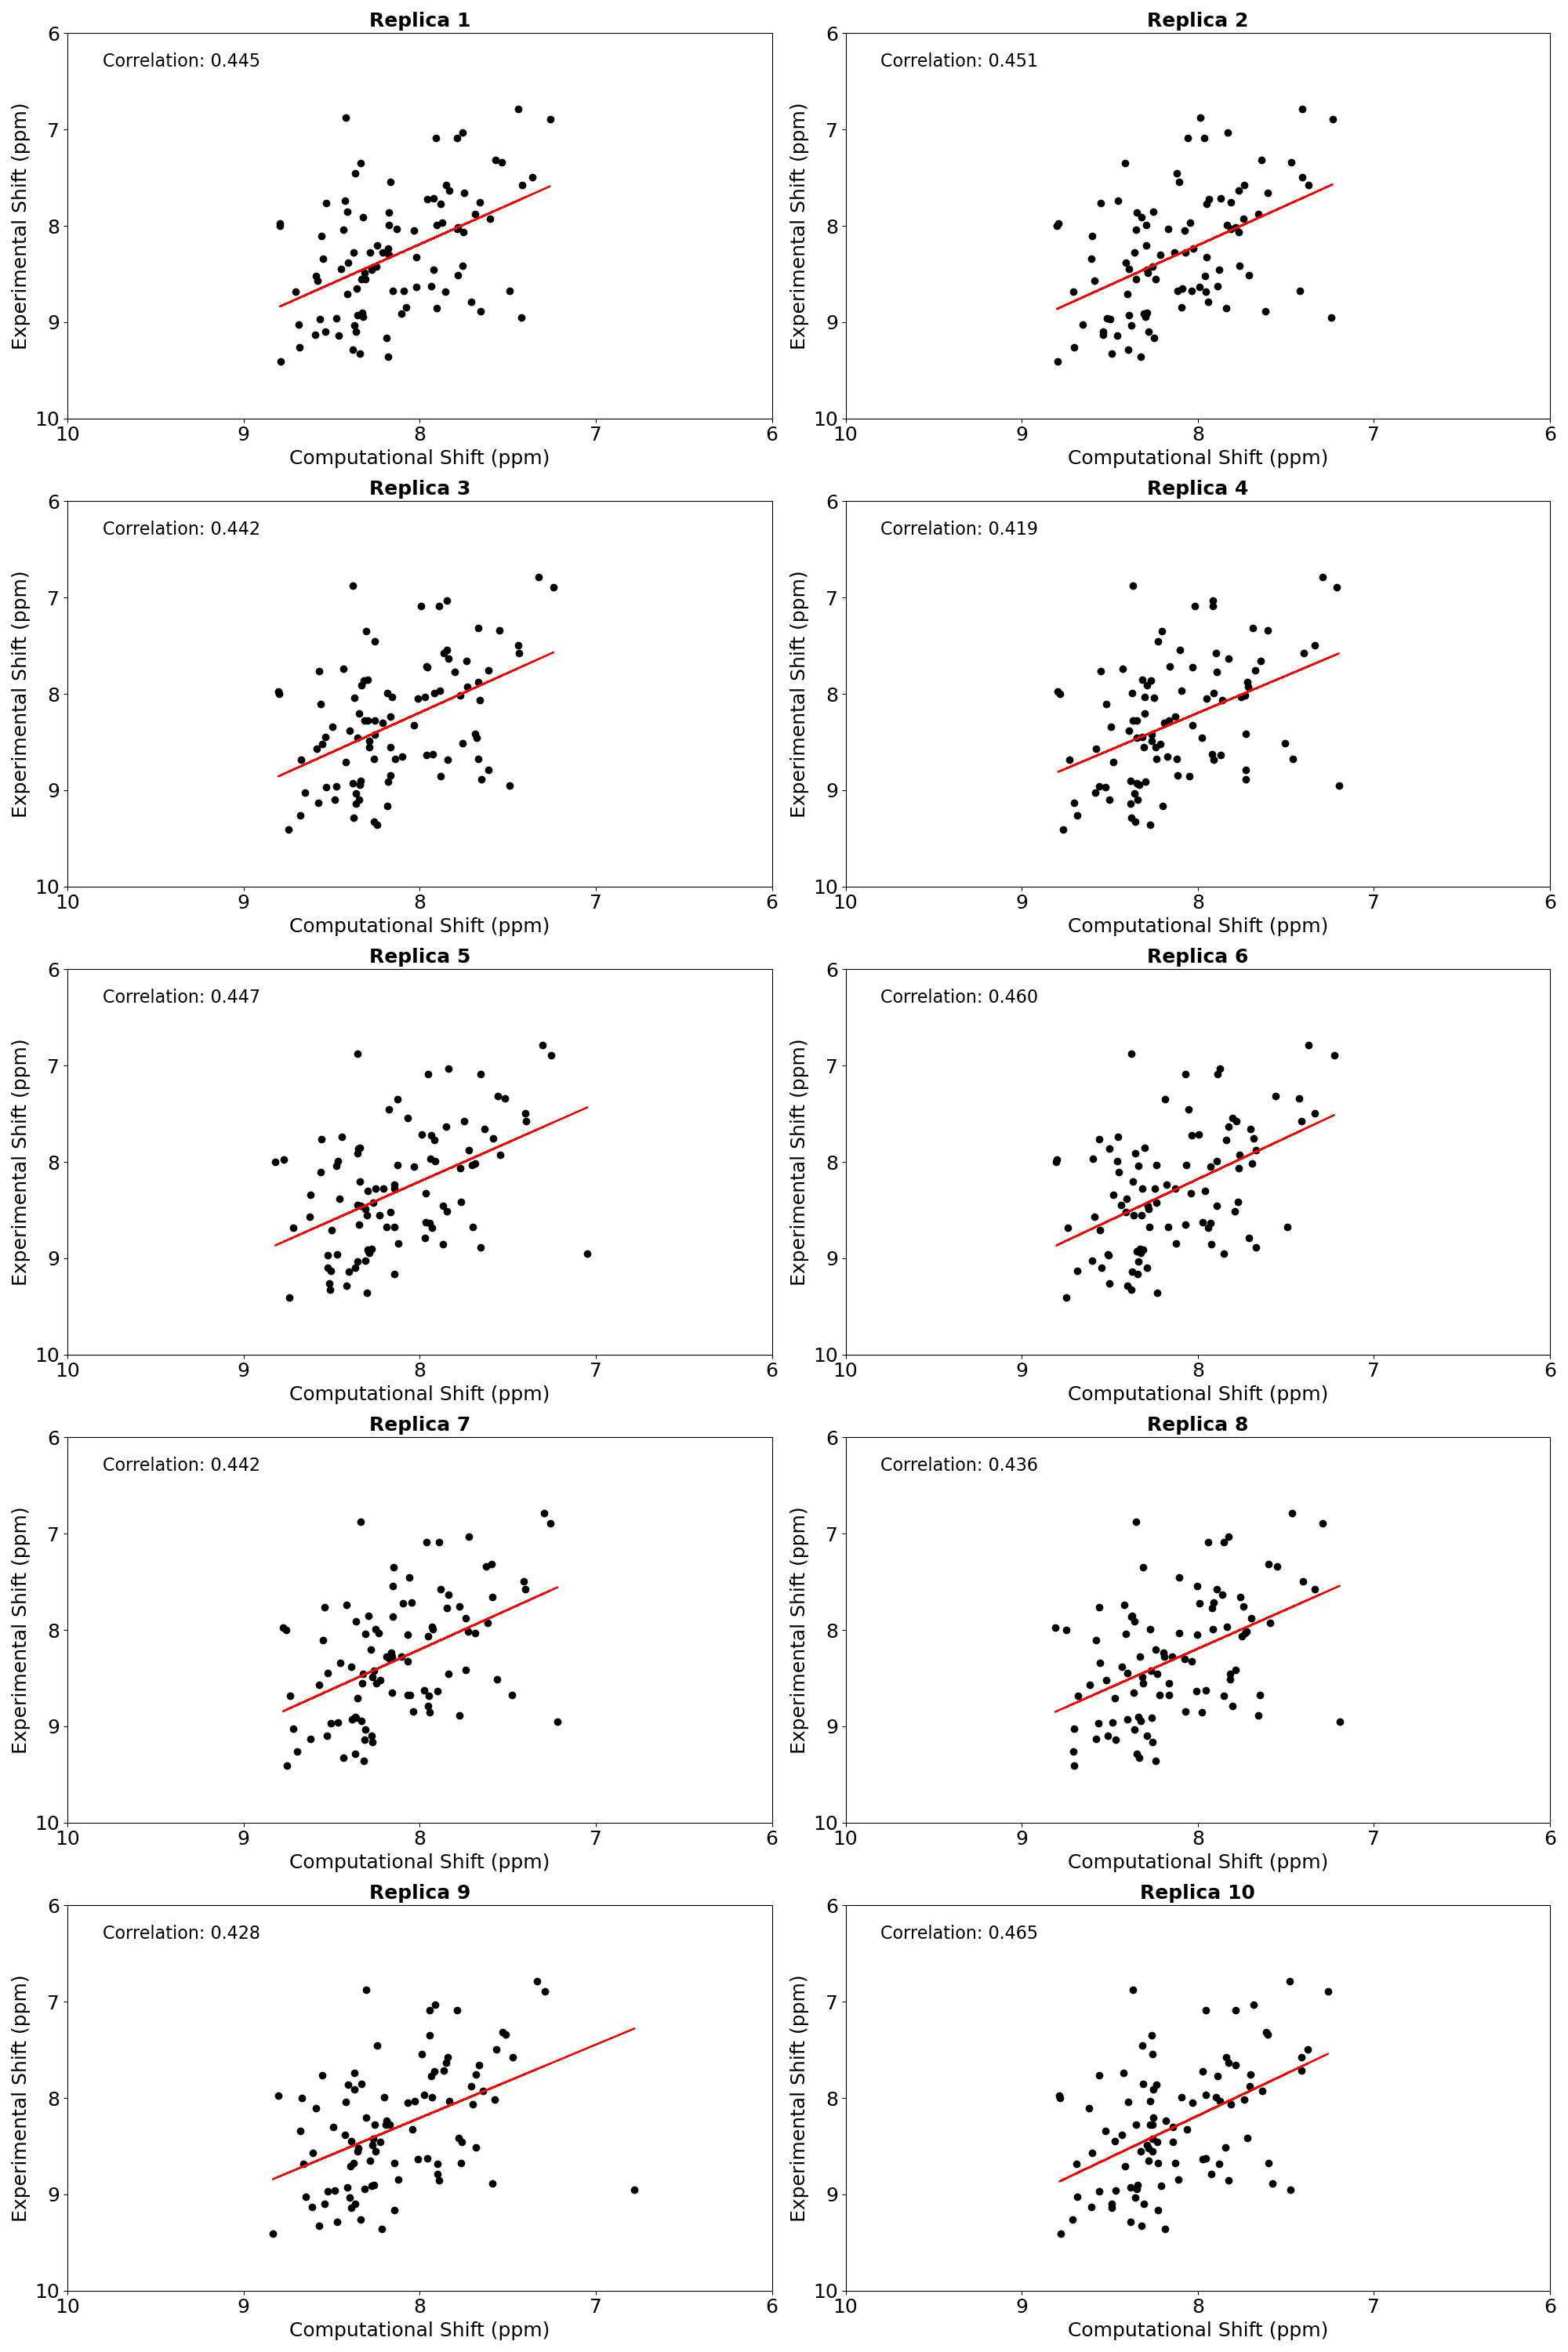 Replica 1
Correlation: 0.445
Experimental Shift (ppm)
6
7
8
9
10
10 9 8 7 6
Computational Shift (ppm)
Replica 2
Correlation: 0.451
Experimental Shift (ppm)
6
7
8
9
10
10 9 8 7 6
Computational Shift (ppm)
Replica 3
Correlation: 0.442
Experimental Shift (ppm)
6
7
8
9
10
10 9 8 7 6
Computational Shift (ppm)
Replica 4
Correlation: 0.419
Experimental Shift (ppm)
6
7
8
9
10
10 9 8 7 6
Computational Shift (ppm)
Replica 5
Correlation: 0.447
Experimental Shift (ppm)
6
7
8
9
10
10 9 8 7 6
Computational Shift (ppm)
Replica 6
Correlation: 0.460
Experimental Shift (ppm)
6
7
8
9
10
10 9 8 7 6
Computational Shift (ppm)
Replica 7
Correlation: 0.442
Experimental Shift (ppm)
6
7
8
9
10
10 9 8 7 6
Computational Shift (ppm)
Replica 8
Correlation: 0.436
Experimental Shift (ppm)
6
7
8
9
10
10 9 8 7 6
Computational Shift (ppm)
Replica 9
Correlation: 0.428
Experimental Shift (ppm)
6
7
8
9
10
10 9 8 7 6
Computational Shift (ppm)
Replica 10
Correlation: 0.465
Experimental Shift (ppm)
6
7
8
9
10
10 9 8 7 6
Computational Shift (ppm)